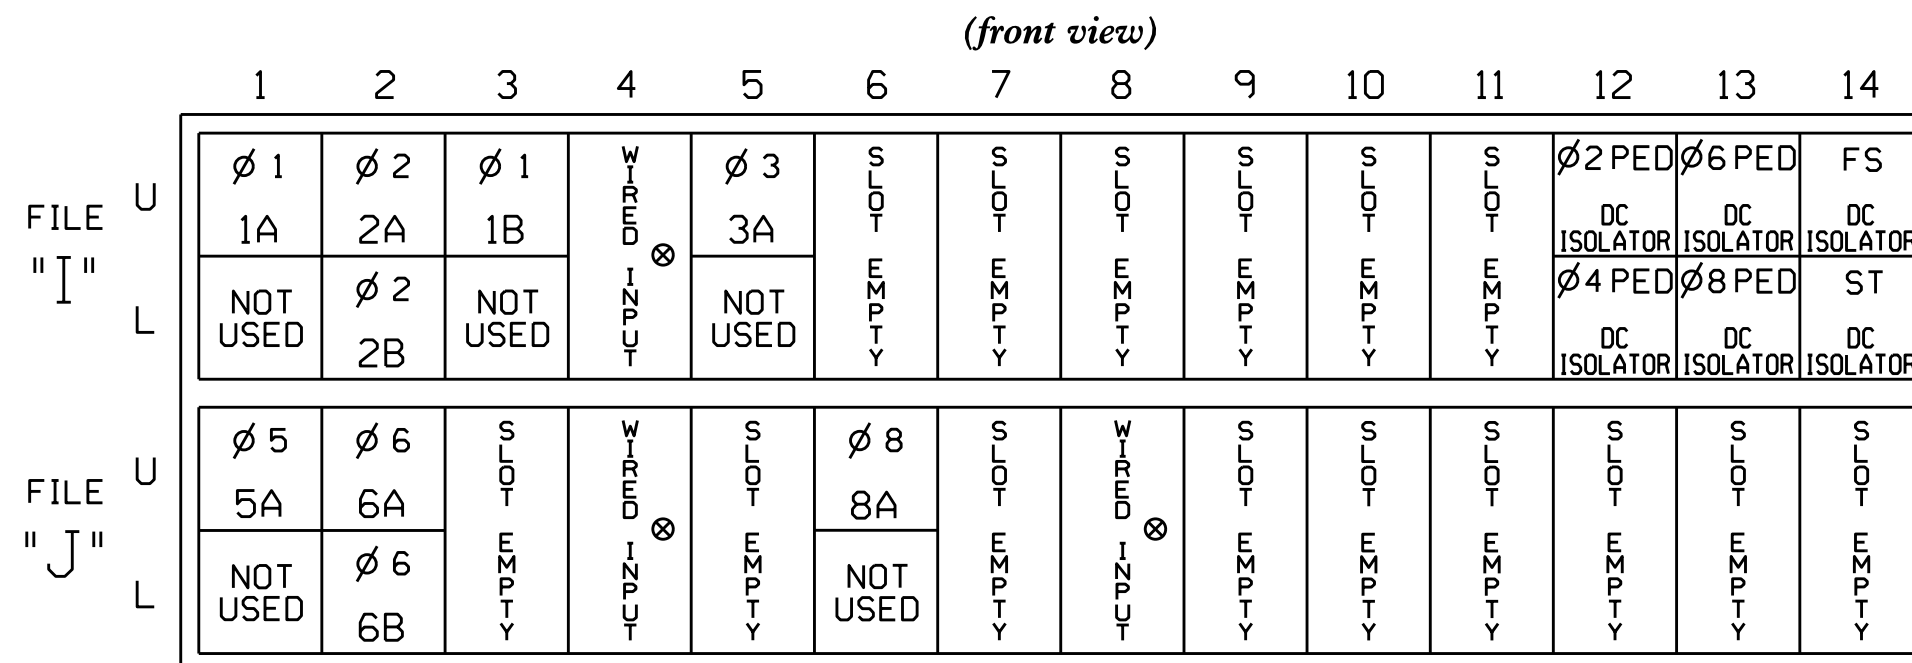 (front view)
1 2 3 4 5 6 7 8 9 10 11 12 13 14
FILE "I"
U
L
Ø 1
1A
NOT
USED
Ø 2
2A
Ø 2
2B
Ø 1
1B
NOT
USED
WIRED INPUT
Ø 3
3A
NOT
USED
SLOT EMPTY
SLOT EMPTY
SLOT EMPTY
SLOT EMPTY
SLOT EMPTY
SLOT EMPTY
Ø2 PED
DC
ISOLATOR
Ø4 PED
DC
ISOLATOR
Ø6 PED
DC
ISOLATOR
Ø8 PED
DC
ISOLATOR
FS
DC
ISOLATOR
ST
DC
ISOLATOR
FILE "J"
U
L
Ø 5
5A
NOT
USED
Ø 6
6A
Ø 6
6B
SLOT EMPTY
WIRED INPUT
SLOT EMPTY
Ø 8
8A
NOT
USED
SLOT EMPTY
WIRED INPUT
SLOT EMPTY
SLOT EMPTY
SLOT EMPTY
SLOT EMPTY
SLOT EMPTY
SLOT EMPTY